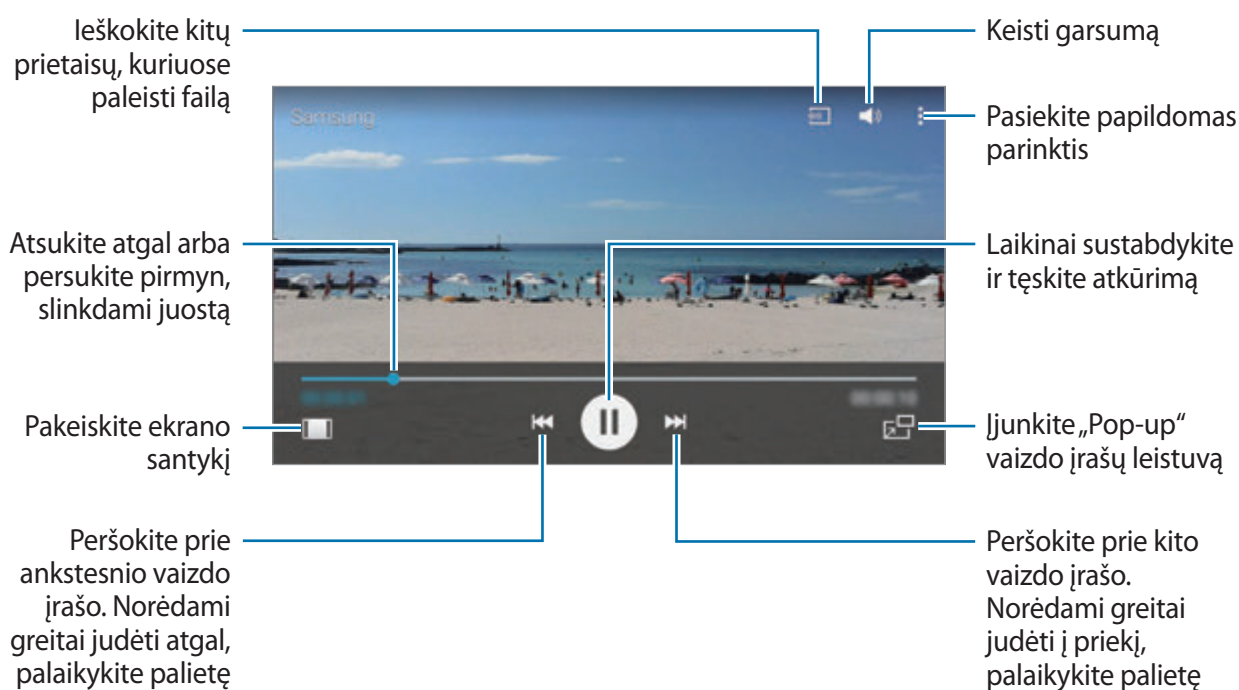 Ieškokite kitų
prietaisų, kuriuose
paleisti failą
Keisti garsumą
Samsung
Pasiekite papildomas
parinktis
Atsukite atgal arba
persukite pirmyn,
slinkdami juostą
Laikinai sustabdykite
ir tęskite atkūrimą
Pakeiskite ekrano
santykį
Įjunkite „Pop-up“
vaizdo įrašų leistuvą
Peršokite prie
ankstesnio vaizdo
įrašo. Norėdami
greitai judėti atgal,
palaikykite palietę
Peršokite prie kito
vaizdo įrašo.
Norėdami greitai
judėti į priekį,
palaikykite palietę